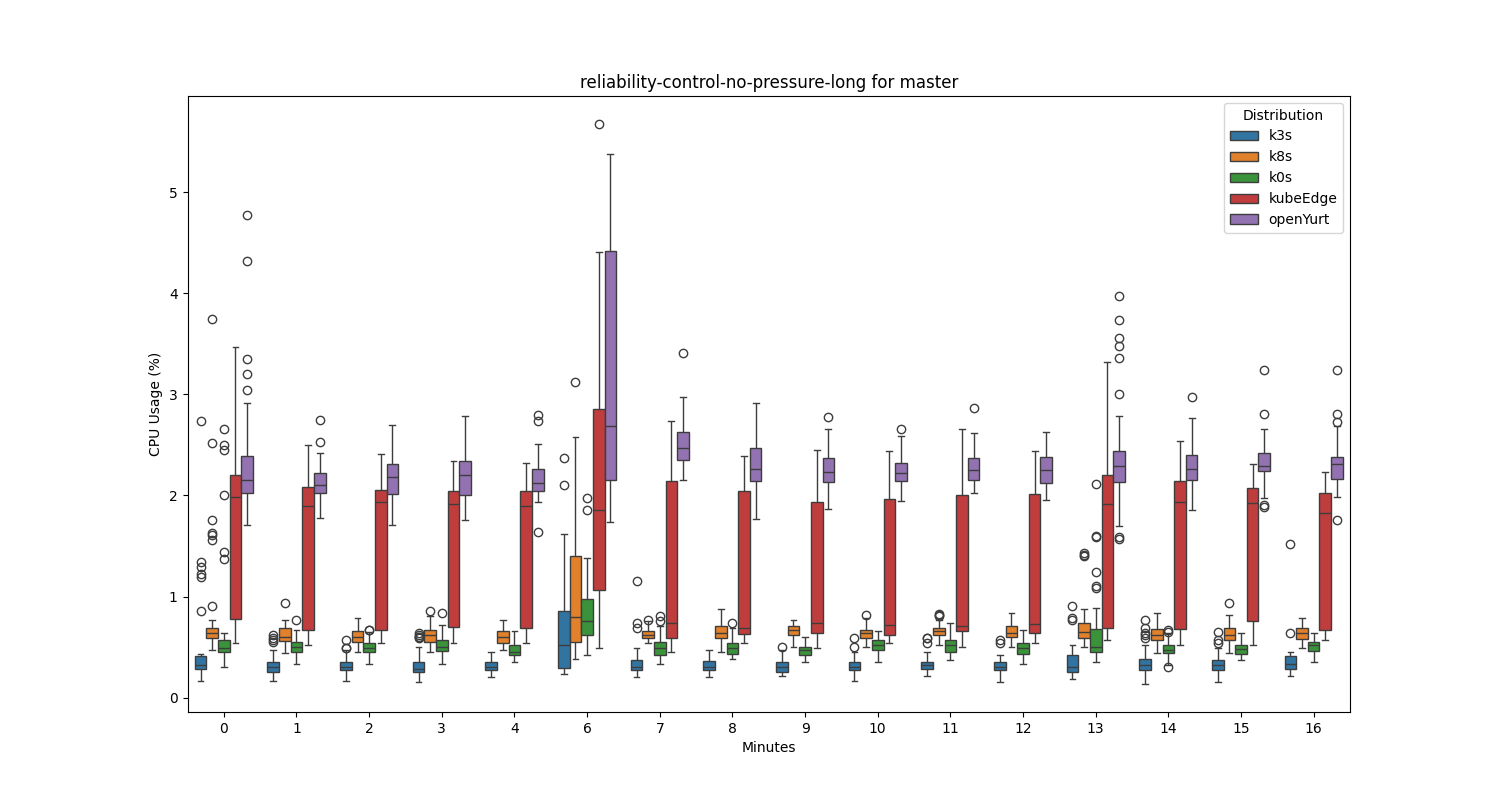 reliability-control-no-pressure-long for master
Distribution
k3s
k8s
k0s
kubeEdge
openYurt
CPU Usage (%)
5
4
3
2
1
0
0 1 2 3 4 6 7 8 9 10 11 12 13 14 15 16
Minutes